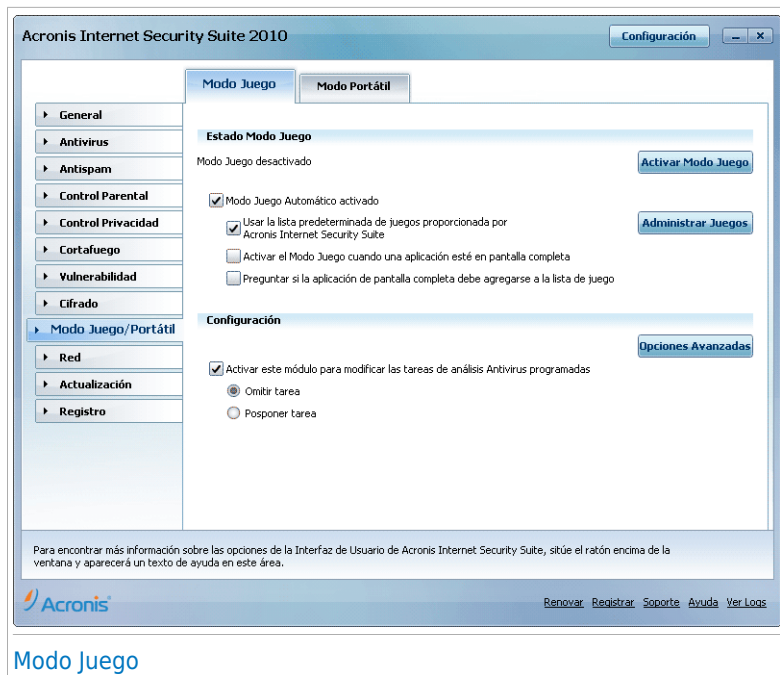 Acronis Internet Security Suite 2010
Configuración
Modo Juego
Modo Portátil
General
Antivirus
Antispam
Control Parental
Control Privacidad
Cortafuego
Vulnerabilidad
Cifrado
Modo Juego/Portátil
Red
Actualización
Registro
Estado Modo Juego
Modo Juego desactivado
Activar Modo Juego
Modo Juego Automático activado
Usar la lista predeterminada de juegos proporcionada por
Acronis Internet Security Suite
Administrar Juegos
Activar el Modo Juego cuando una aplicación esté en pantalla completa
Preguntar si la aplicación de pantalla completa debe agregarse a la lista de juego
Configuración
Opciones Avanzadas
Activar este módulo para modificar las tareas de análisis Antivirus programadas
Omitir tarea
Posponer tarea
Para encontrar más información sobre las opciones de la Interfaz de Usuario de Acronis Internet Security Suite, sitúe el ratón encima de la
ventana y aparecerá un texto de ayuda en este área.
Acronis
Renovar Registrar Soporte Ayuda Ver Logs
Modo Juego